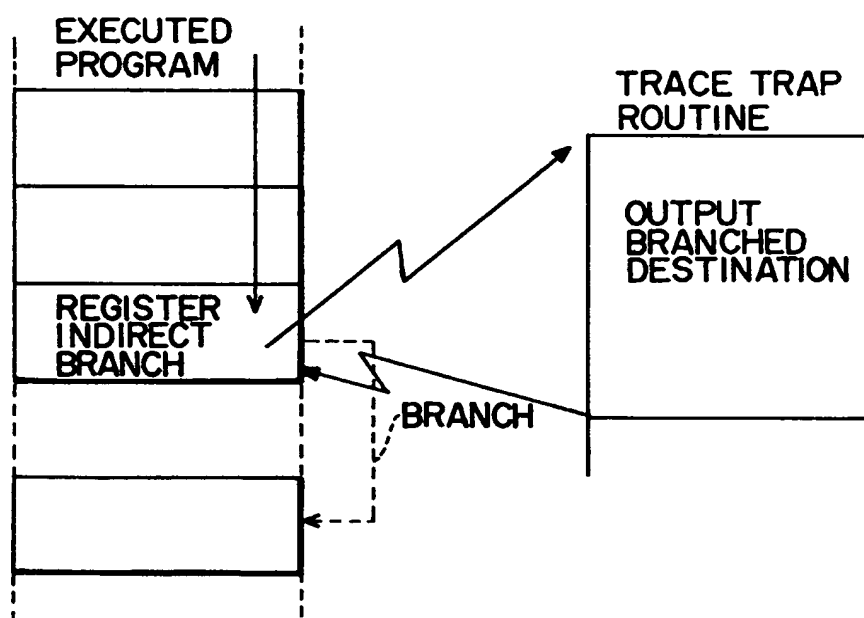 EXECUTED
PROGRAM
TRACE TRAP
ROUTINE
OUTPUT
BRANCHED
DESTINATION
REGISTER
INDIRECT
BRANCH
BRANCH